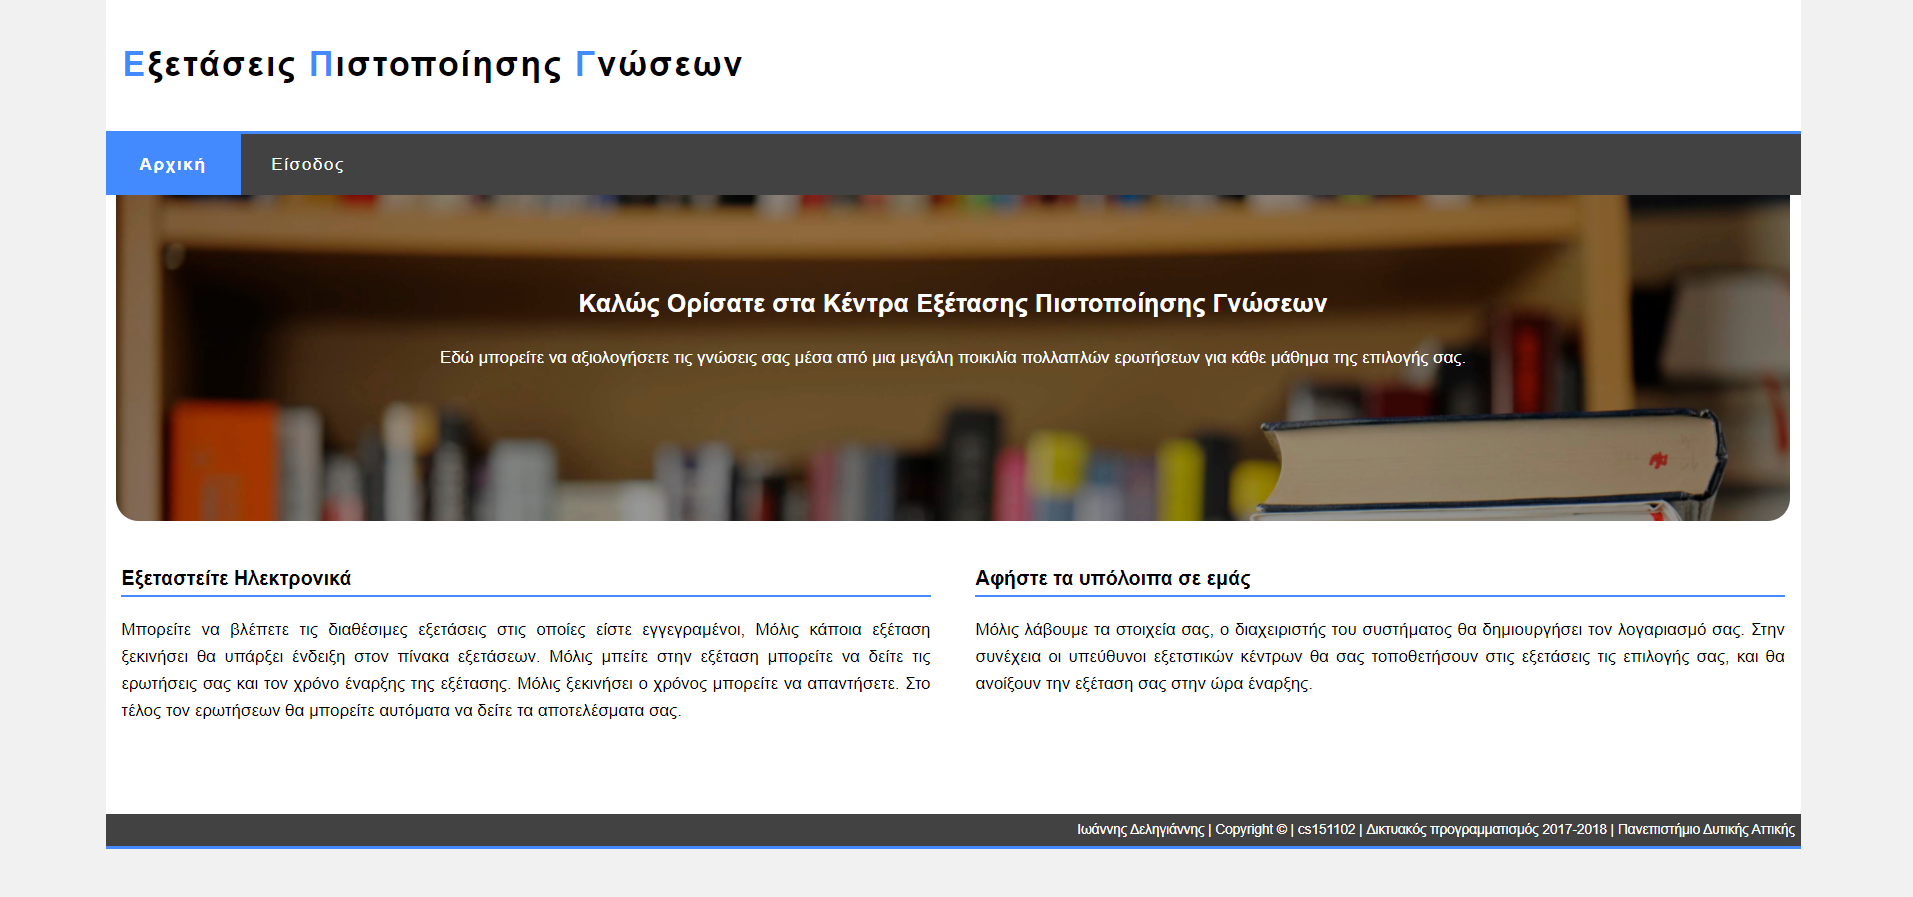 Εξετάσεις Πιστοποίησης Γνώσεων
Αρχική Είσοδος
Καλώς Ορίσατε στα Κέντρα Εξέτασης Πιστοποίησης Γνώσεων
Εδώ μπορείτε να αξιολογήσετε τις γνώσεις σας μέσα από μια μεγάλη ποικιλία πολλαπλών ερωτήσεων για κάθε μάθημα της επιλογής σας.
Εξεταστείτε Ηλεκτρονικά
Μπορείτε να βλέπετε τις διαθέσιμες εξετάσεις στις οποίες είστε εγγεγραμένοι, Μόλις κάποια εξέταση
ξεκινήσει θα υπάρξει ένδειξη στον πίνακα εξετάσεων. Μόλις μπείτε στην εξέταση μπορείτε να δείτε τις
ερωτήσεις σας και τον χρόνο έναρξης της εξέτασης. Μόλις ξεκινήσει ο χρόνος μπορείτε να απαντήσετε. Στο
τέλος τον ερωτήσεων θα μπορείτε αυτόματα να δείτε τα αποτελέσματα σας.
Αφήστε τα υπόλοιπα σε εμάς
Μόλις λάβουμε τα στοιχεία σας, ο διαχειριστής του συστήματος θα δημιουργήσει τον λογαριασμό σας. Στην
συνέχεια οι υπεύθυνοι εξετστικών κέντρων θα σας τοποθετήσουν στις εξετάσεις τις επιλογής σας, και θα
ανοίξουν την εξέταση σας στην ώρα έναρξης.
Ιωάννης Δεληγιάννης | Copyright © | cs151102 | Δικτυακός προγραμματισμός 2017-2018 | Πανεπιστήμιο Δυτικής Αττικής